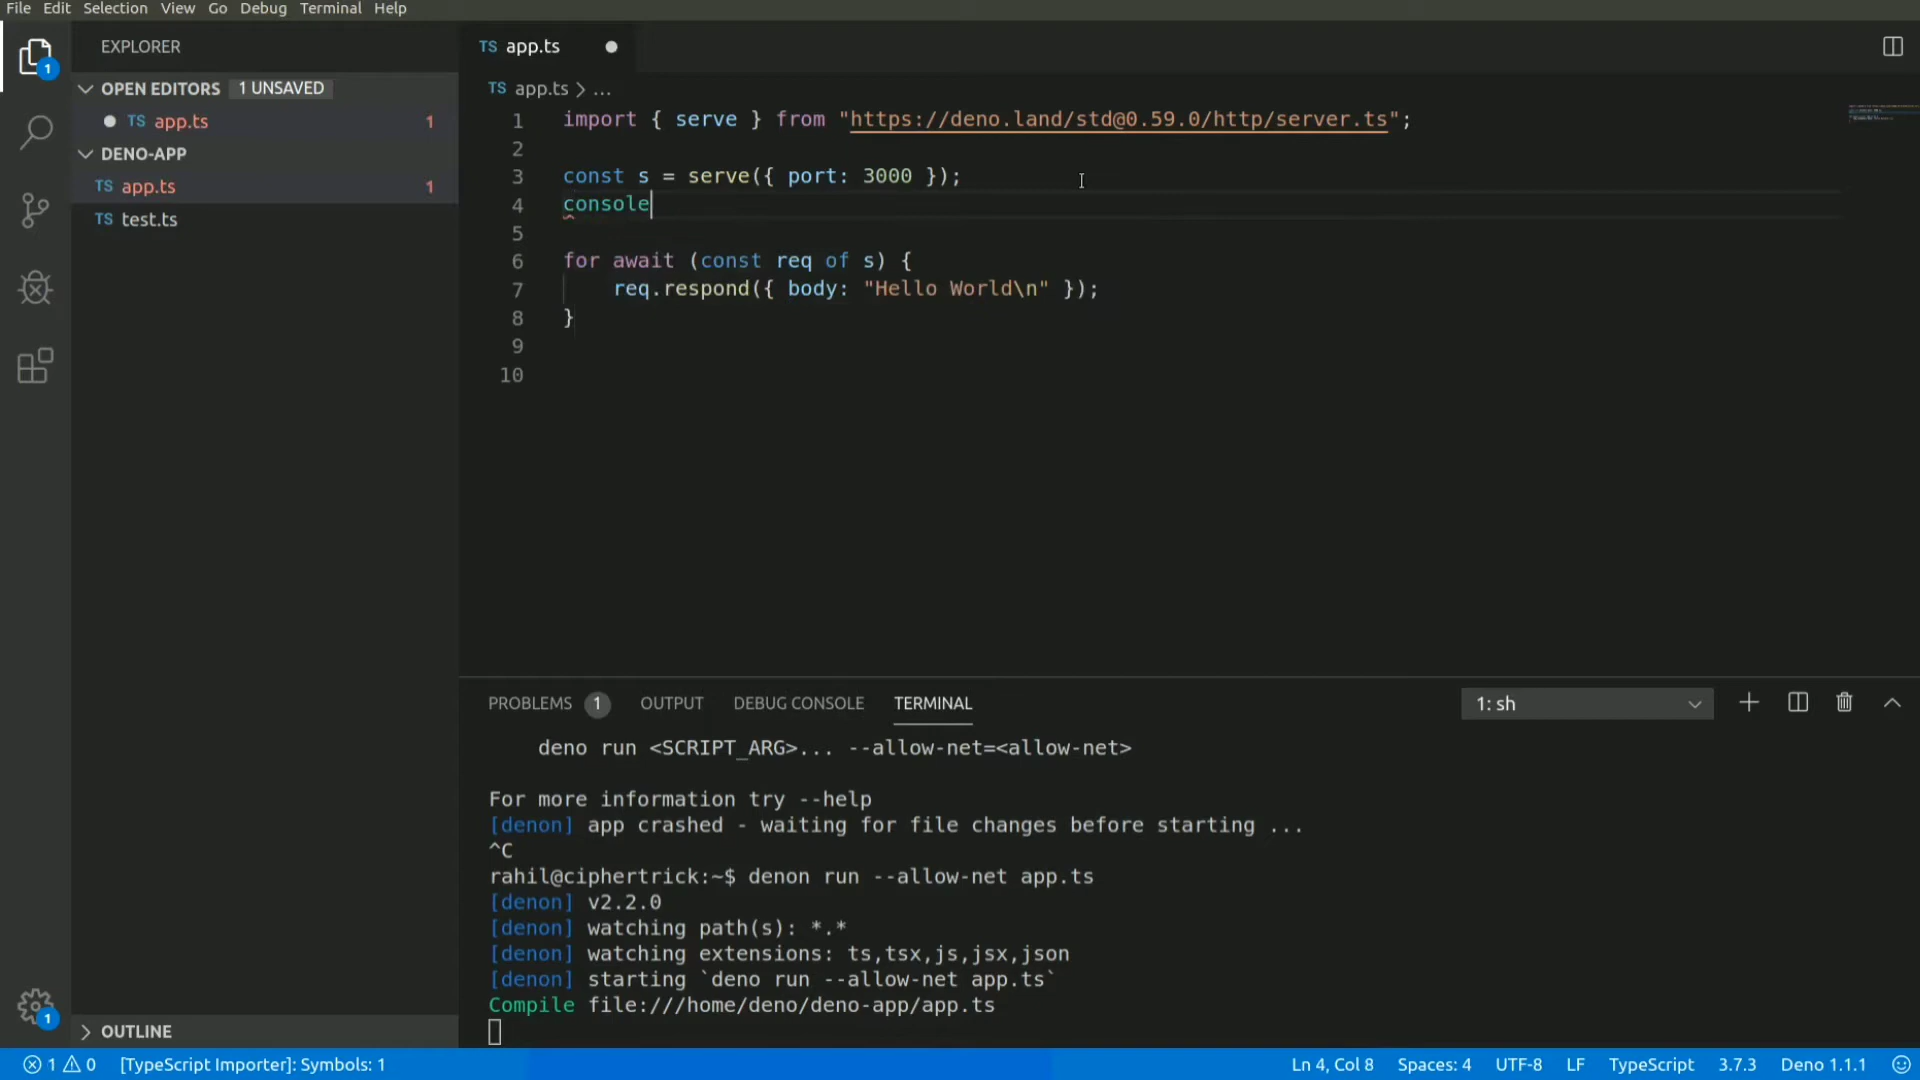 File Edit Selection View Go Debug Terminal Help
EXPLORER
OPEN EDITORS 1 UNSAVED
TS app.ts 1
DENO-APP
TS app.ts 1
TS test.ts
OUTLINE
1
1
TS app.ts
TS app.ts > ...
1 import { serve } from "https://deno.land/std@0.59.0/http/server.ts";
2
3 const s = serve({ port: 3000 });
4 console
5
6 for await (const req of s) {
7 req.respond({ body: "Hello World\n" });
8 }
9
10
PROBLEMS 1 OUTPUT DEBUG CONSOLE TERMINAL 1: sh
deno run <SCRIPT_ARG>... --allow-net=<allow-net>
For more information try --help
[denon] app crashed - waiting for file changes before starting ...
^C
rahil@ciphertrick:~$ denon run --allow-net app.ts
[denon] v2.2.0
[denon] watching path(s): *.*
[denon] watching extensions: ts,tsx,js,jsx,json
[denon] starting `deno run --allow-net app.ts`
Compile file:///home/deno/deno-app/app.ts
1 0 [TypeScript Importer]: Symbols: 1 Ln 4, Col 8 Spaces: 4 UTF-8 LF TypeScript 3.7.3 Deno 1.1.1